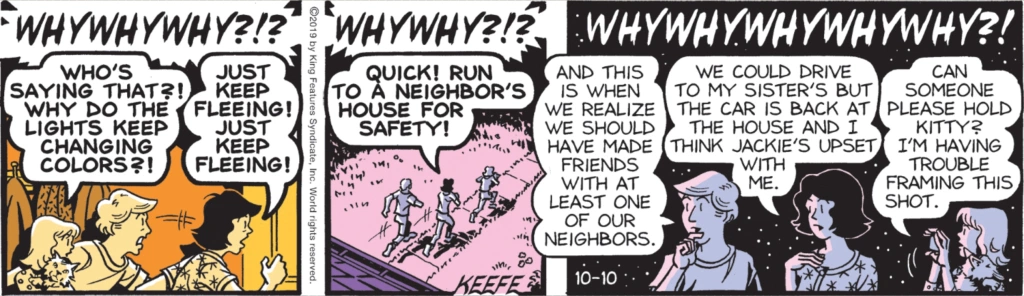 WHYWHYWHY?!?
WHO'S
SAYING THAT?!
WHY DO THE
LIGHTS KEEP
CHANGING
COLORS?!
JUST
KEEP
FLEEING!
JUST
KEEP
FLEEING!
©2019 by King Features Syndicate, Inc. World rights reserved.
WHYWHYWHY?!?
QUICK! RUN
TO A NEIGHBOR'S
HOUSE FOR
SAFETY!
KEEFE
WHYWHYWHYWHYWHY?!
AND THIS
IS WHEN
WE REALIZE
WE SHOULD
HAVE MADE
FRIENDS
WITH AT
LEAST ONE
OF OUR
NEIGHBORS.
WE COULD DRIVE
TO MY SISTER'S BUT
THE CAR IS BACK AT
THE HOUSE AND I
THINK JACKIE'S UPSET
WITH
ME.
CAN
SOMEONE
PLEASE HOLD
KITTY?
I'M HAVING
TROUBLE
FRAMING THIS
SHOT.
10-10